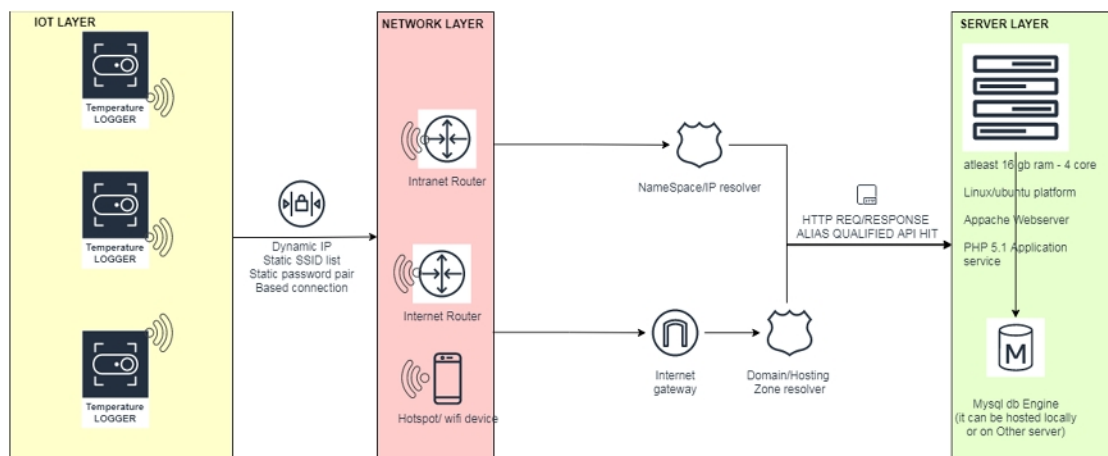 IOT LAYER
Temperature
LOGGER
Temperature
LOGGER
Temperature
LOGGER
Dynamic IP
Static SSID list
Static password pair
Based connection
NETWORK LAYER
Intranet Router
Internet Router
Hotspot/ wifi device
NameSpace/IP resolver
Internet
gateway
Domain/Hosting
Zone resolver
HTTP REQ/RESPONSE
ALIAS QUALIFIED API HIT
SERVER LAYER
atleast 16 gb ram - 4 core
Linux/ubuntu platform
Appache Webserver
PHP 5.1 Application
service
M
Mysql db Engine
(it can be hosted locally
or on Other server)